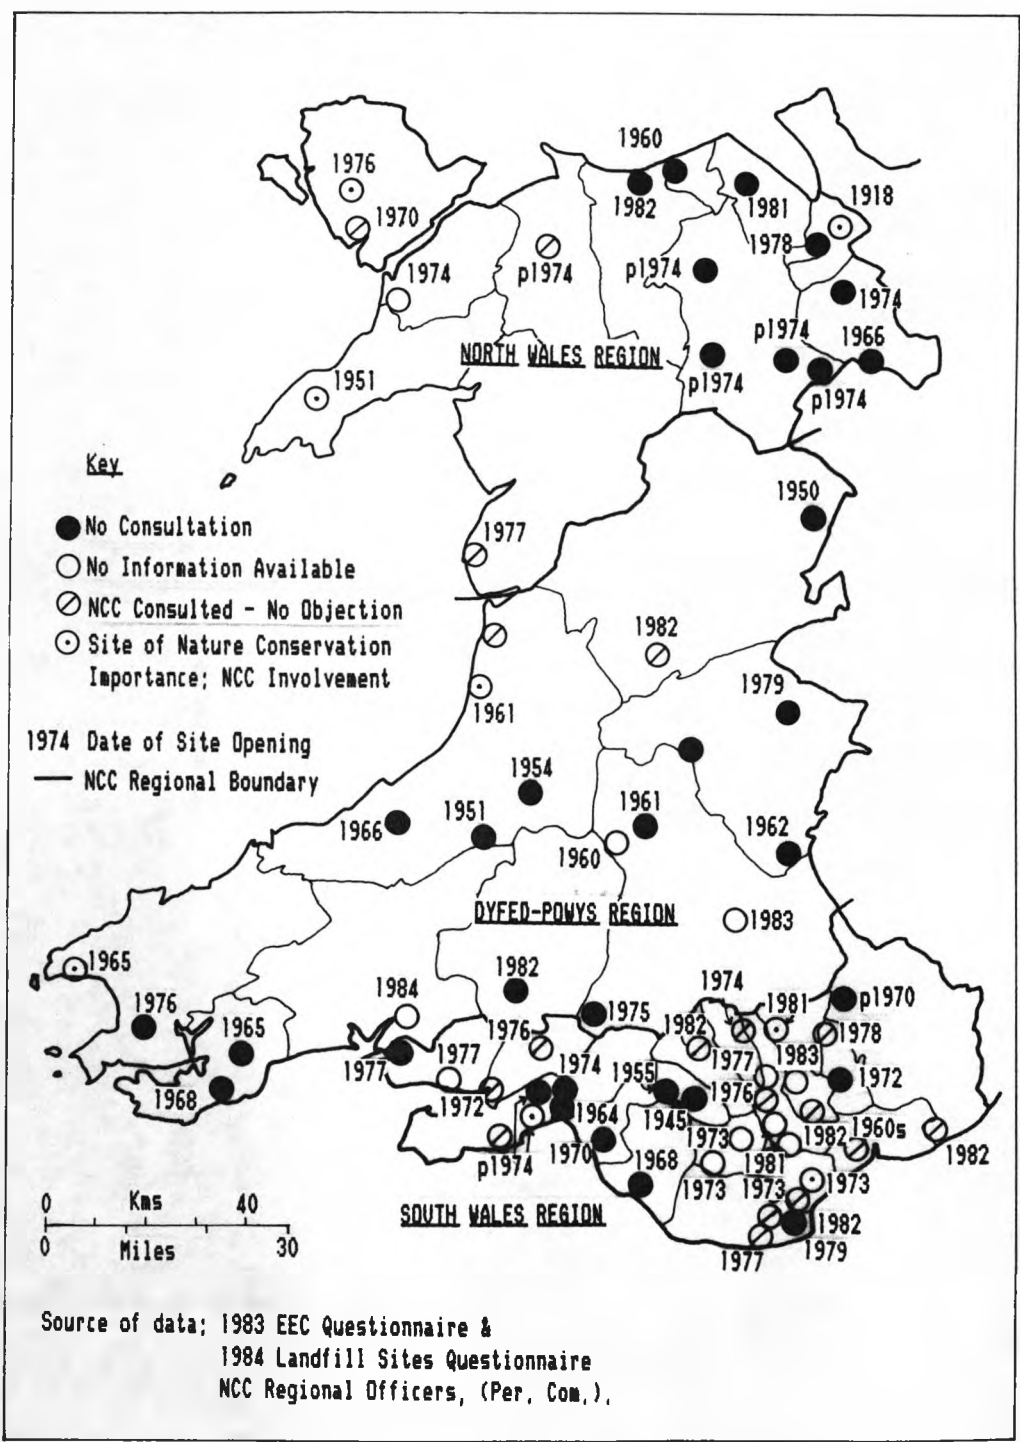 1960
1976
1982
1981
1918
1970
1978
1974
p1974
p1974
1974
p1974
1966
NORTH WALES REGION
1951
p1974
p1974
Key
No Consultation
No Information Available
NCC Consulted - No Objection
Site of Nature Conservation
Importance; NCC Involvement
1974 Date of Site Opening
NCC Regional Boundary
1950
1977
1982
1979
1961
1954
1966
1951
1961
1960
1962
DYFED-POWYS REGION
1983
1965
1982
1974
1981
p1970
1976
1984
1975
1978
1965
1976
1982
1977
1977
1977
1983
1974
1955
1972
1968
1972
1976
1964
1945
1973
1982
1960s
1982
p1974
1970
1968
1981
1973
1973
1973
SOUTH WALES REGION
1982
1979
1977
0 Kms 40
0 Miles 30
Source of data; 1983 EEC Questionnaire &
1984 Landfill Sites Questionnaire
NCC Regional Officers, (Per. Com.).